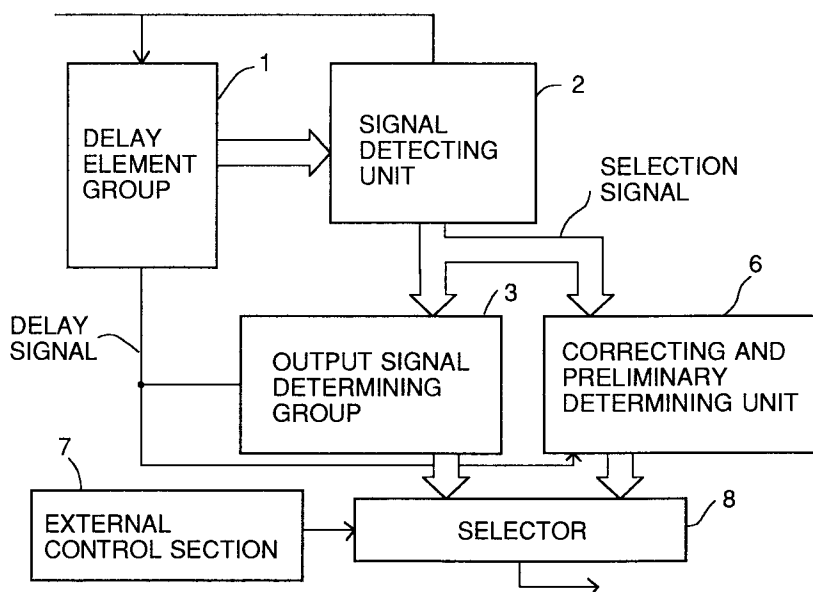 1
DELAY
ELEMENT
GROUP
2
SIGNAL
DETECTING
UNIT
SELECTION
SIGNAL
DELAY
SIGNAL
3
OUTPUT SIGNAL
DETERMINING
GROUP
6
CORRECTING AND
PRELIMINARY
DETERMINING UNIT
7
EXTERNAL
CONTROL SECTION
SELECTOR
8